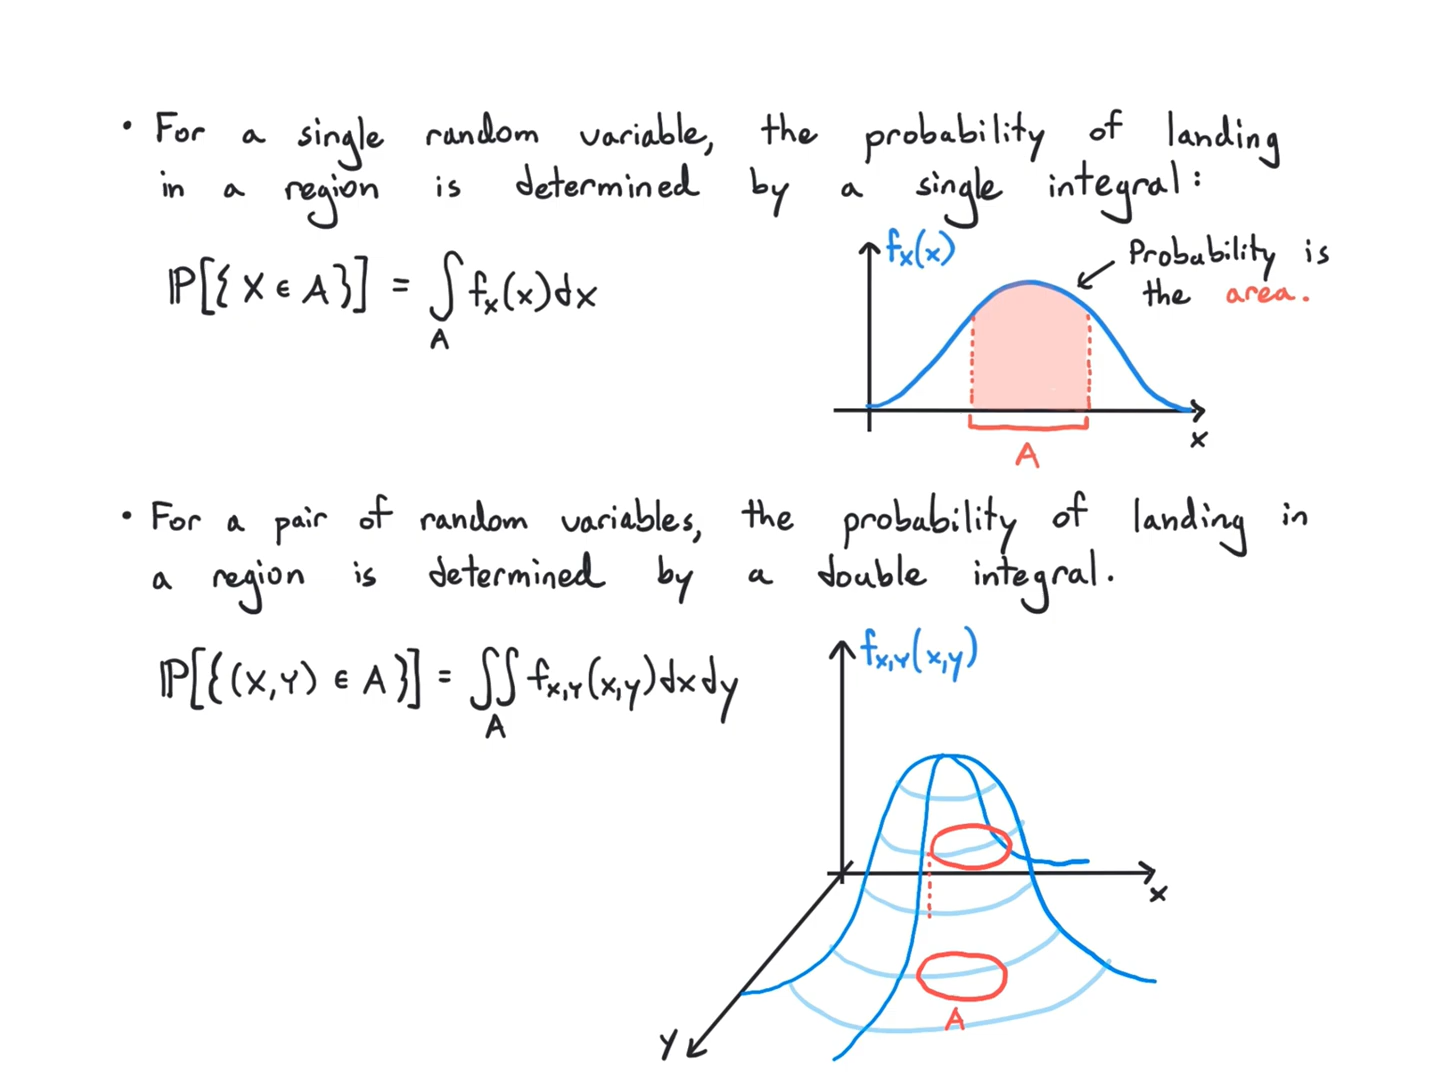 • For a single random variable, the probability of landing
in a region is determined by a single integral:
ℙ[{X ∈ A}] = ∫_A f_X(x)dx
f_X(x)
Probability is
the area.
x
A
• For a pair of random variables, the probability of landing in
a region is determined by a double integral.
ℙ[{(X,Y) ∈ A}] = ∬_A f_{X,Y}(x,y)dxdy
f_{X,Y}(x,y)
x
A
y